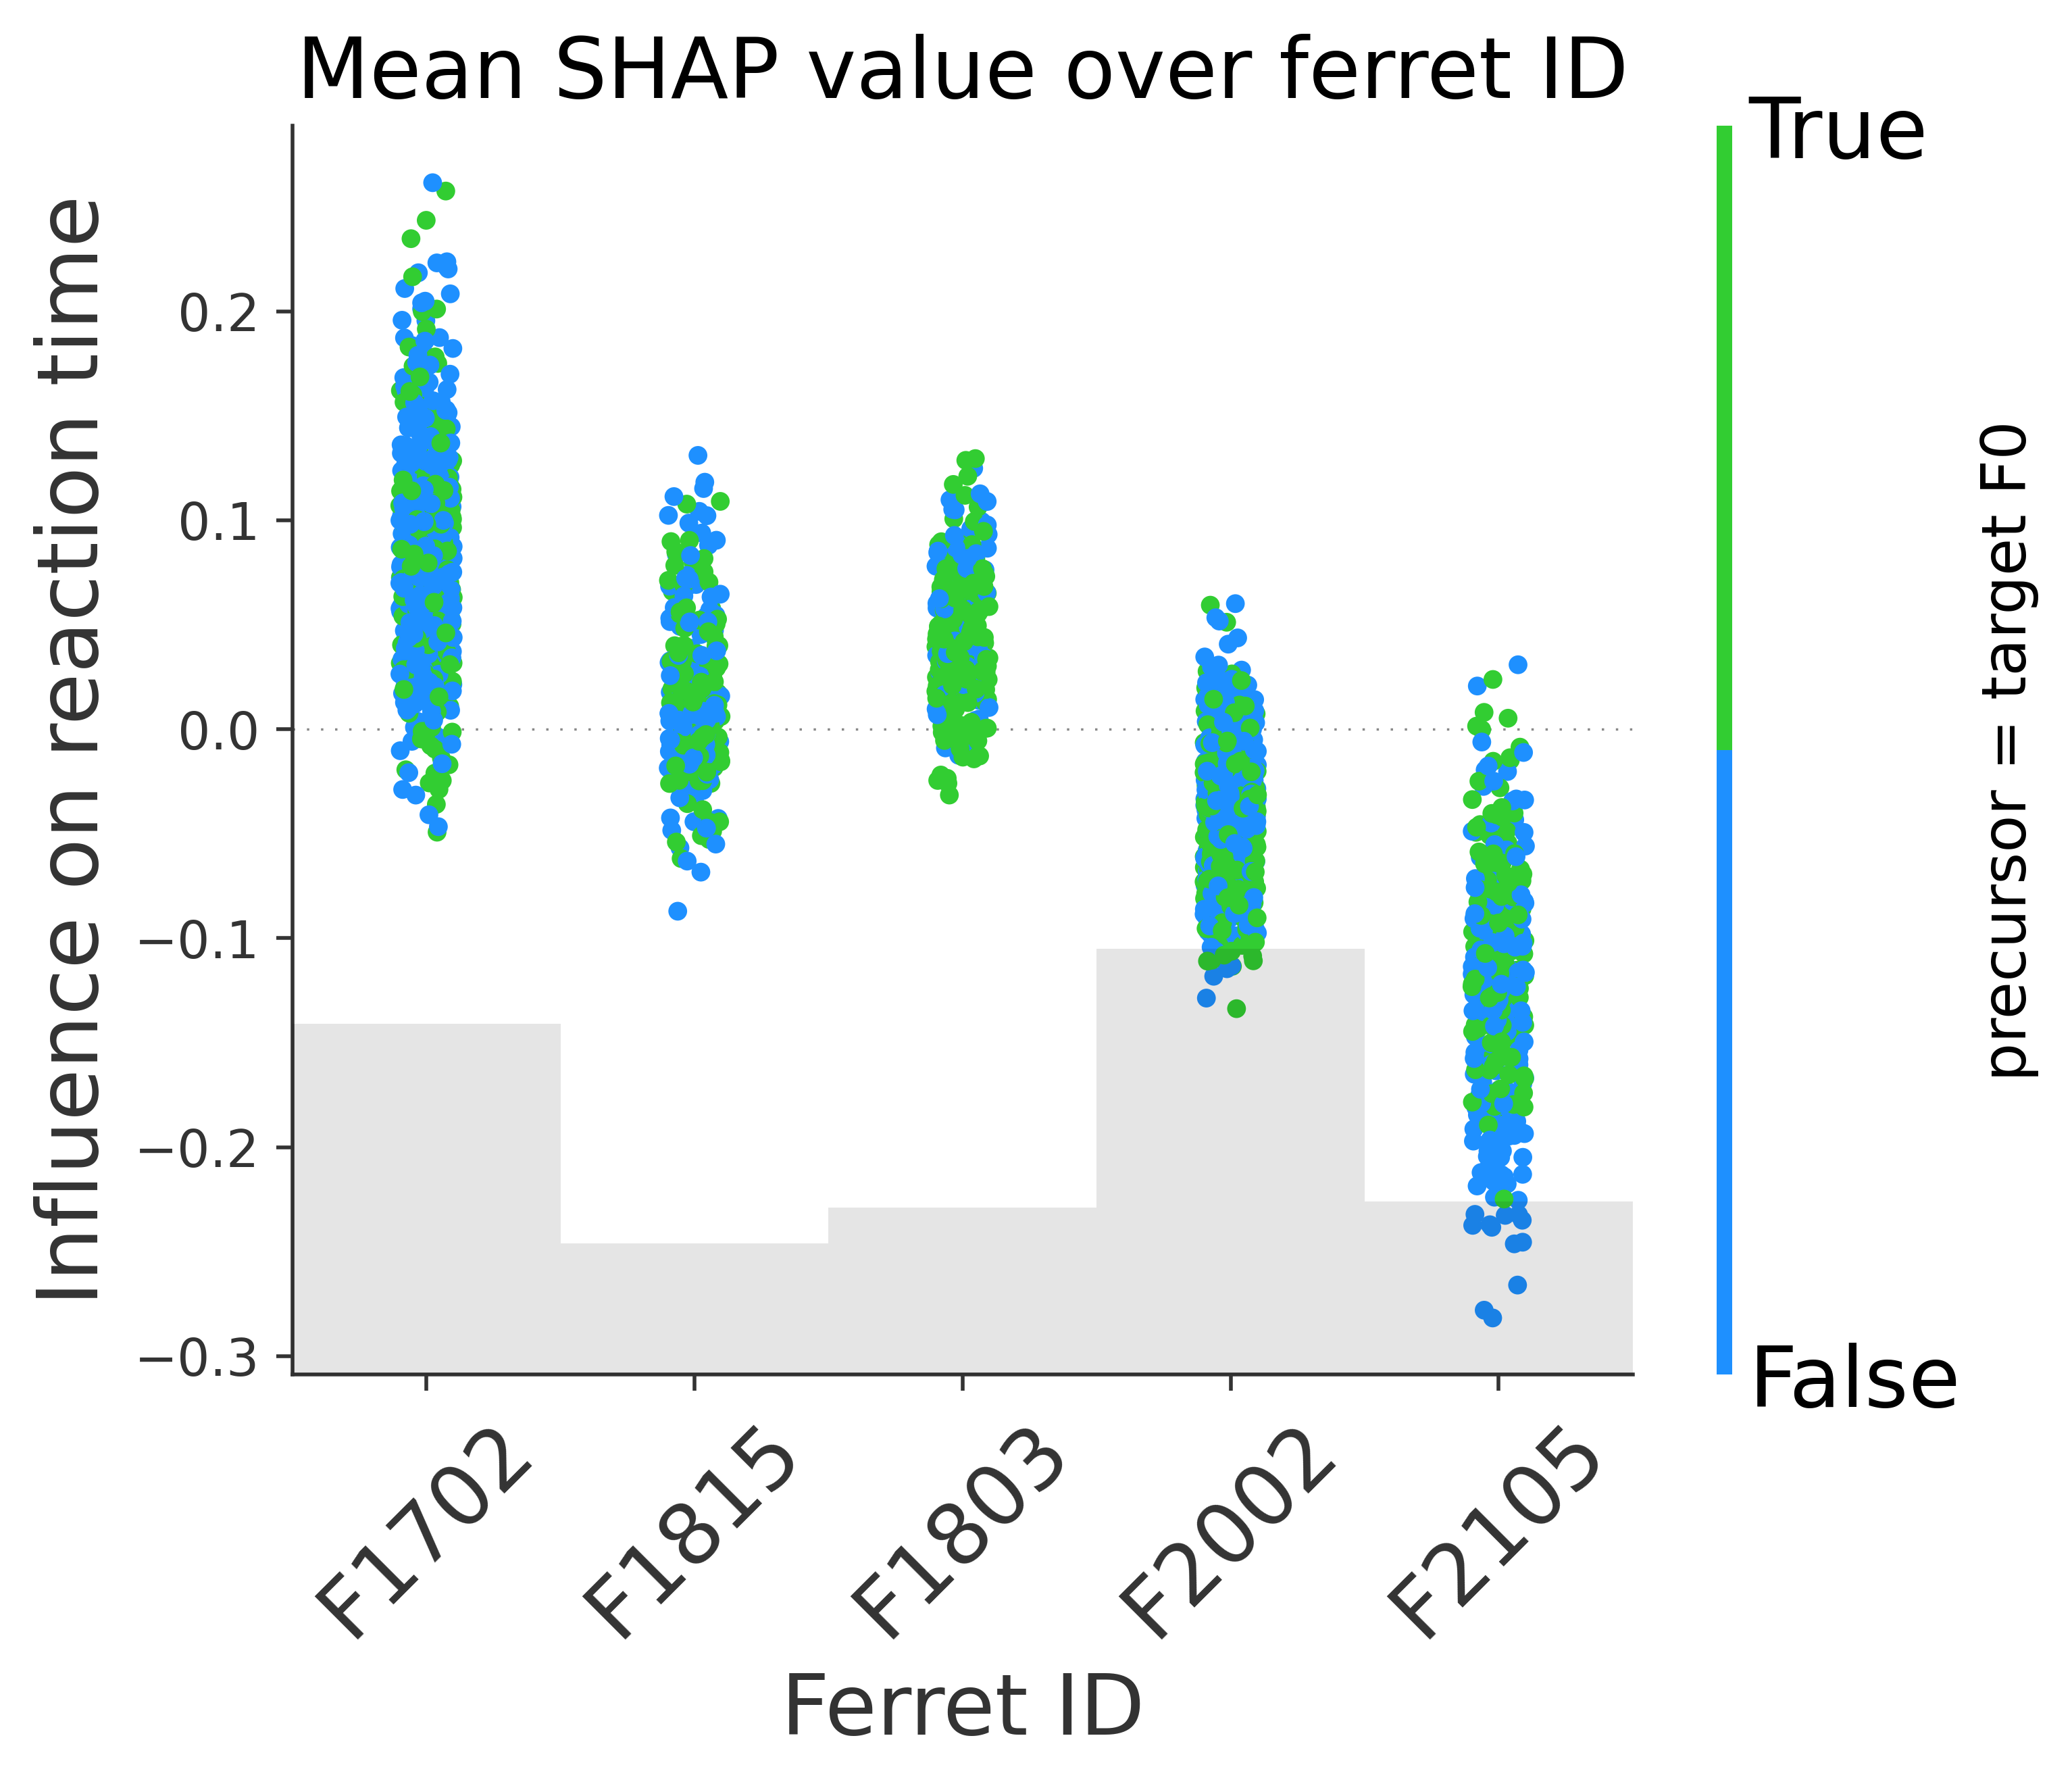 Mean SHAP value over ferret ID
Influence on reaction time
0.2
0.1
0.0
−0.1
−0.2
−0.3
F1702
F1815
F1803
F2002
F2105
Ferret ID
True
False
precursor = target F0